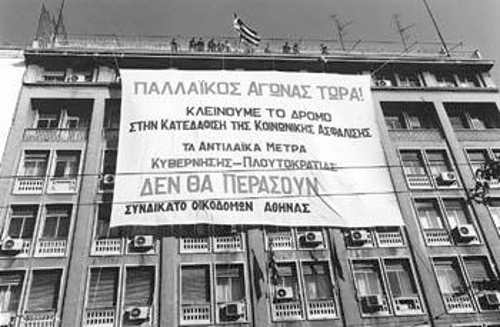 ΠΑΛΛΑΪΚΟΣ ΑΓΩΝΑΣ ΤΩΡΑ!
ΚΛΕΙΝΟΥΜΕ ΤΟ ΔΡΟΜΟ
ΣΤΗΝ ΚΑΤΕΔΑΦΙΣΗ ΤΗΣ ΚΟΙΝΩΝΙΚΗΣ ΑΣΦΑΛΙΣΗΣ
ΤΑ ΑΝΤΙΛΑΪΚΑ ΜΕΤΡΑ
ΚΥΒΕΡΝΗΣΗΣ-ΠΛΟΥΤΟΚΡΑΤΙΑΣ
ΔΕΝ ΘΑ ΠΕΡΑΣΟΥΝ
ΣΥΝΔΙΚΑΤΟ ΟΙΚΟΔΟΜΩΝ ΑΘΗΝΑΣ